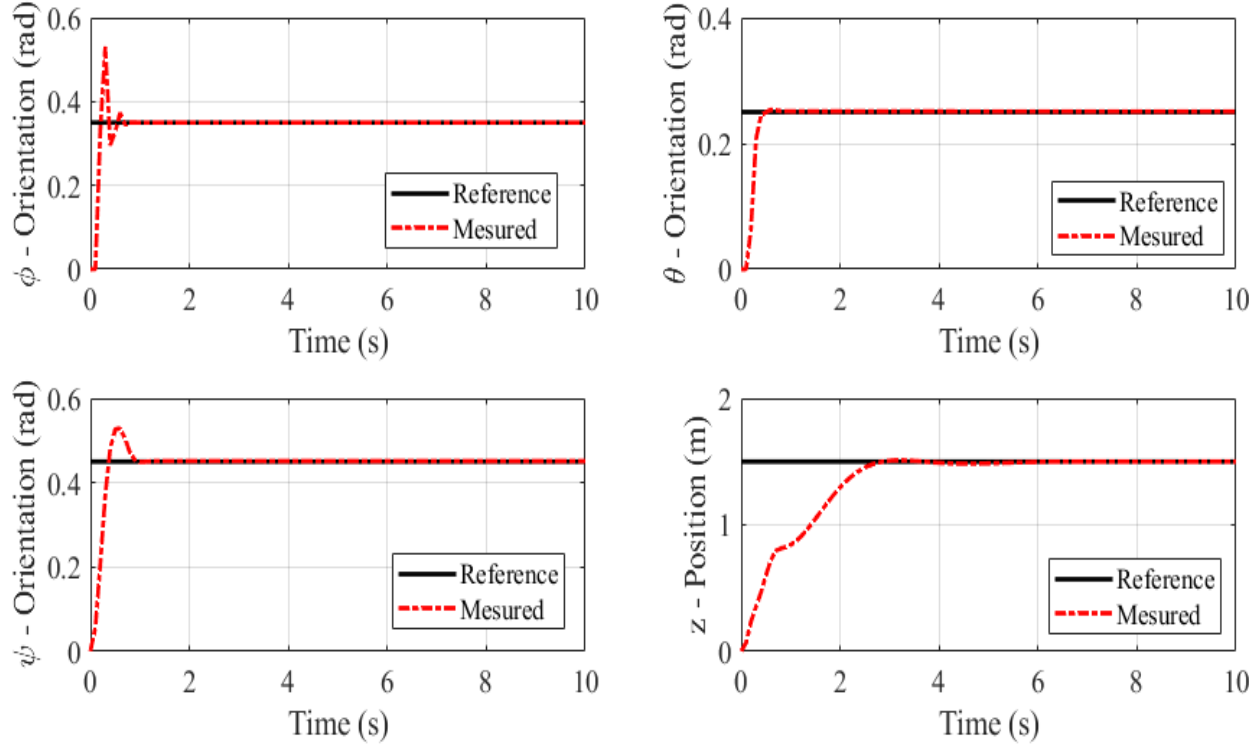 0.6
0.4
0.2
0
ϕ - Orientation (rad)
Reference
Mesured
0 2 4 6 8 10
Time (s)
0.4
0.2
0
θ - Orientation (rad)
Reference
Mesured
0 2 4 6 8 10
Time (s)
0.6
0.4
0.2
0
ψ - Orientation (rad)
Reference
Mesured
0 2 4 6 8 10
Time (s)
2
1
0
z - Position (m)
Reference
Mesured
0 2 4 6 8 10
Time (s)